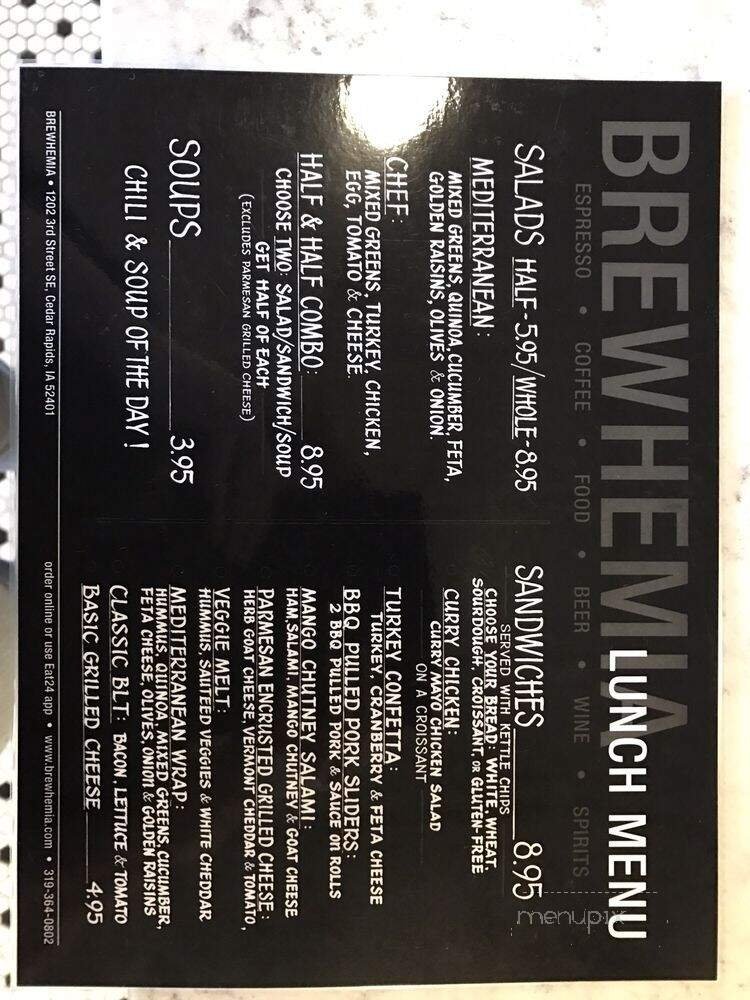 BREWHEMIA
LUNCH MENU
ESPRESSO • COFFEE • FOOD • BEER • WINE • SPIRITS
SALADS HALF-5.95/WHOLE-8.95
MEDITERRANEAN:
MIXED GREENS, QUINOA, CUCUMBER, FETA,
GOLDEN RAISINS, OLIVES & ONION.
CHEF:
MIXED GREENS, TURKEY, CHICKEN,
EGG, TOMATO & CHEESE.
HALF & HALF COMBO: 8.95
CHOOSE TWO: SALAD/SANDWICH/SOUP
GET HALF OF EACH
(EXCLUDES PARMESAN GRILLED CHEESE)
SOUPS 3.95
CHILI & SOUP OF THE DAY!
SANDWICHES 8.95
SERVED WITH KETTLE CHIPS
CHOOSE YOUR BREAD: WHITE, WHEAT,
SOURDOUGH, CROISSANT, OR GLUTEN-FREE
CURRY CHICKEN:
CURRY MAYO CHICKEN SALAD
ON A CROISSANT
TURKEY CONFETTA:
TURKEY, CRANBERRY & FETA CHEESE
BBQ PULLED PORK SLIDERS:
2 BBQ PULLED PORK & SAUCE ON ROLLS
MANGO CHUTNEY SALAMI:
HAM, SALAMI, MANGO CHUTNEY & GOAT CHEESE
PARMESAN ENCRUSTED GRILLED CHEESE:
HERB GOAT CHEESE, VERMONT CHEDDAR & TOMATO,
VEGGIE MELT:
HUMMUS, SAUTEED VEGGIES & WHITE CHEDDAR
MEDITERRANEAN WRAP:
HUMMUS, QUINOA, MIXED GREENS, CUCUMBER,
FETA CHEESE, OLIVES, ONION & GOLDEN RAISINS
CLASSIC BLT: BACON, LETTUCE & TOMATO
BASIC GRILLED CHEESE 4.95
BREWHEMIA • 1202 3rd Street SE, Cedar Rapids, IA 52401
order online or use Eat24 app • www.brewhemia.com • 319-364-0802
menupix